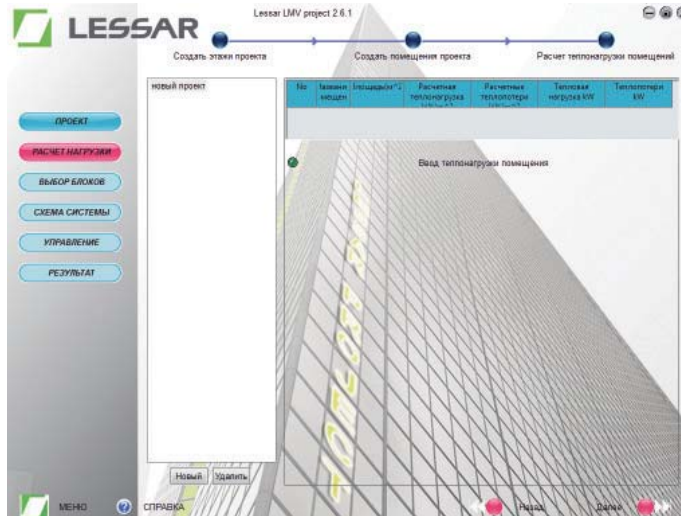 LESSAR
Lessar LMV project 2.6.1
Создать этажи проекта
Создать помещения проекта
Расчет теплонагрузки помещений
новый проект
No
Расчетная теплонагрузка
Расчетные теплопотери
Тепловая нагрузка kW
Теплопотери kW
Ввод теплонагрузки помещения
ПРОЕКТ
РАСЧЕТ НАГРУЗКИ
ВЫБОР БЛОКОВ
СХЕМА СИСТЕМЫ
УПРАВЛЕНИЕ
РЕЗУЛЬТАТ
Новый
Удалить
МЕНЮ
СПРАВКА
Назад
Далее